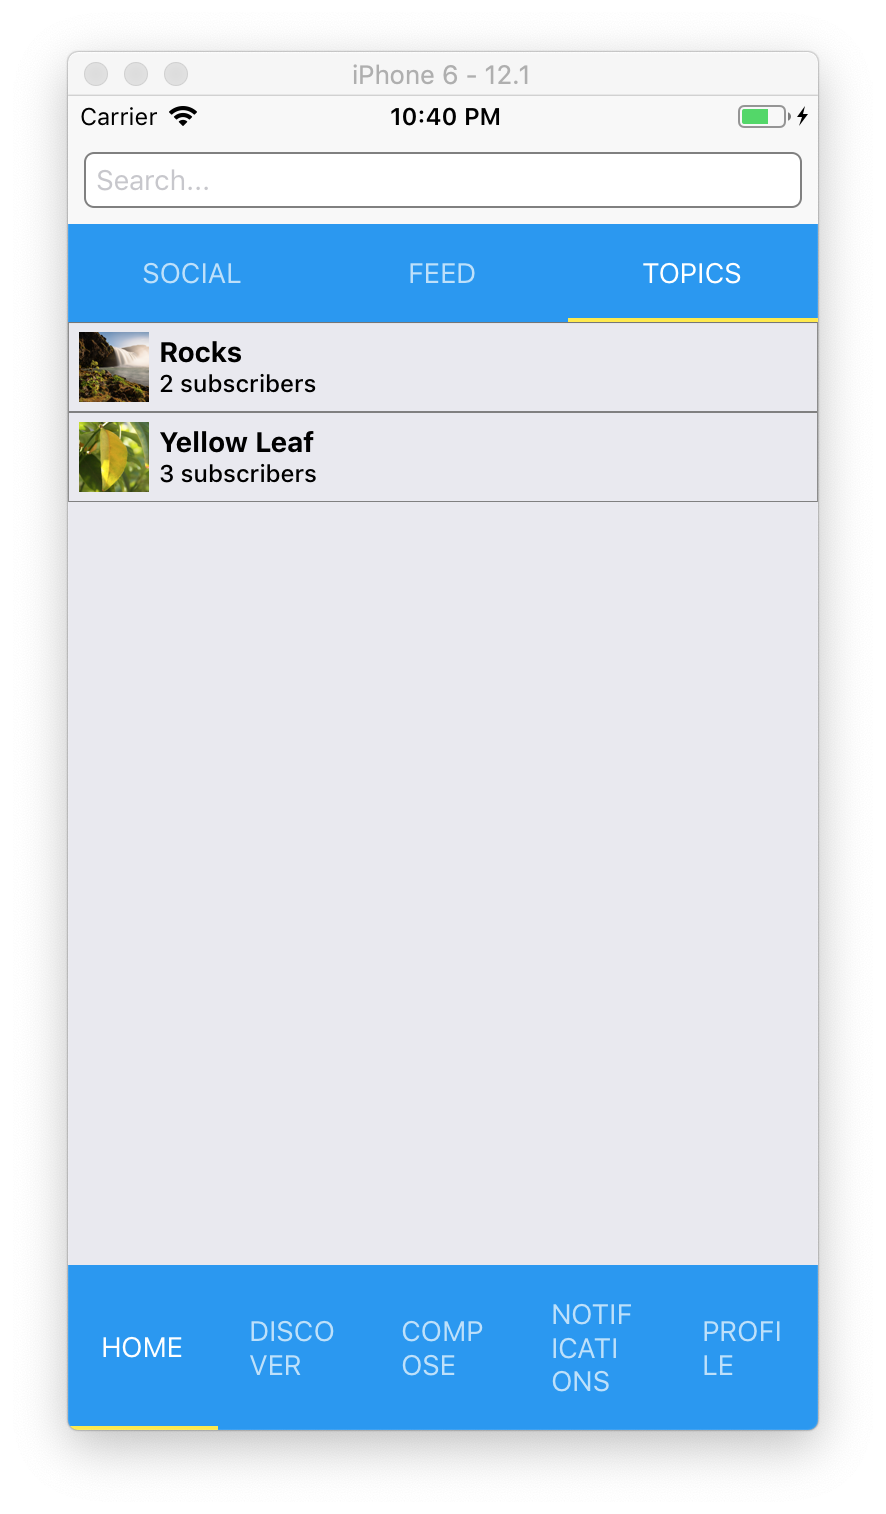 iPhone 6 - 12.1
Carrier 10:40 PM
Search...
SOCIAL FEED TOPICS
Rocks
2 subscribers
Yellow Leaf
3 subscribers
HOME
DISCO
VER
COMP
OSE
NOTIF
ICATI
ONS
PROFI
LE